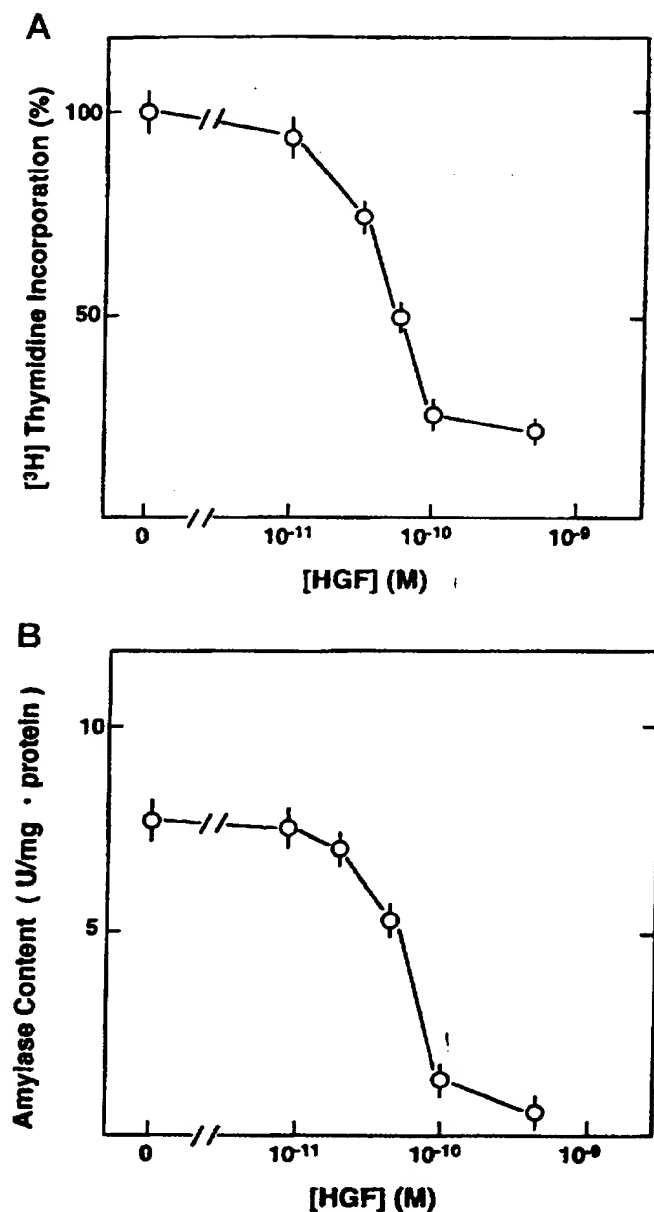 A
[³H] Thymidine Incorporation (%)
100
50
0
10⁻¹¹
10⁻¹⁰
10⁻⁹
[HGF] (M)
B
Amylase Content ( U/mg · protein )
10
5
0
10⁻¹¹
10⁻¹⁰
10⁻⁹
[HGF] (M)